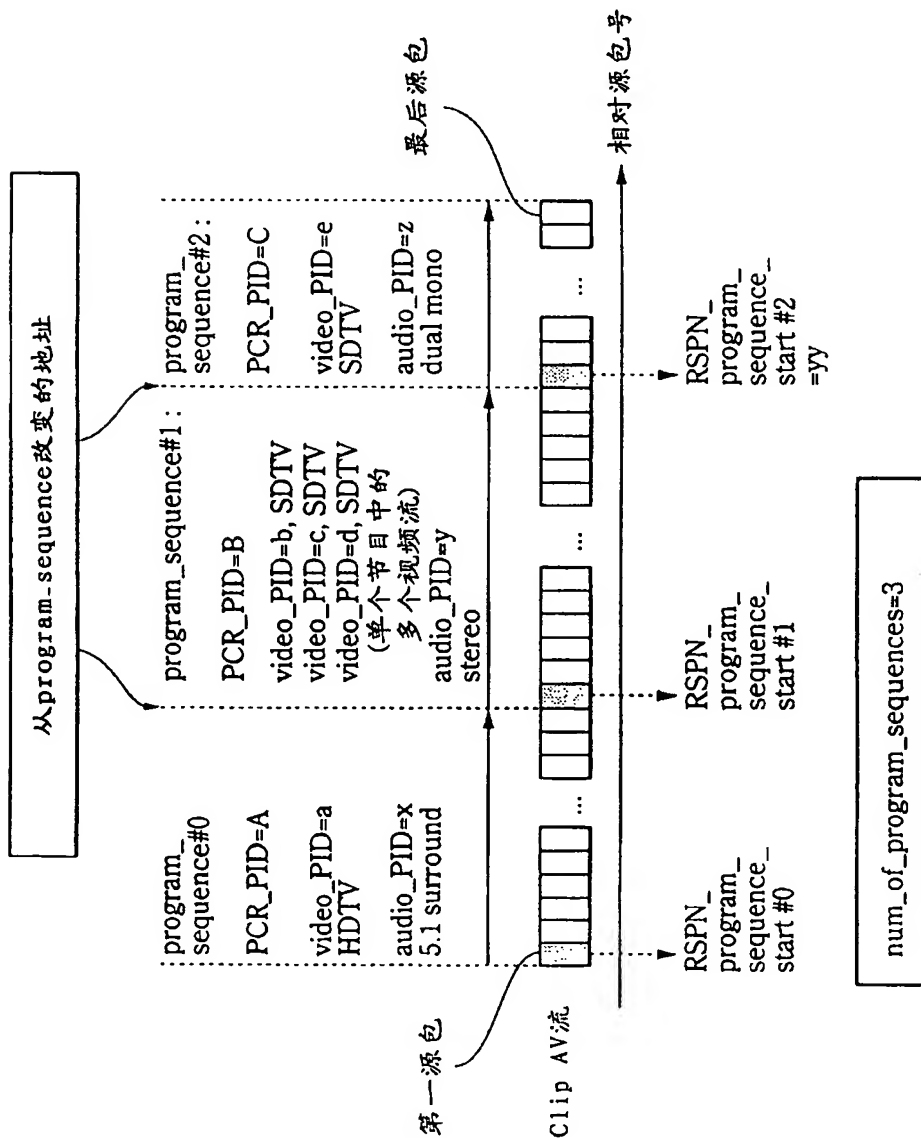 从program_sequence改变的地址
program_
sequence#0
PCR_PID=A
video_PID=a
HDTV
audio_PID=x
5.1 surround
program_sequence#1:
PCR_PID=B
video_PID=b, SDTV
video_PID=c, SDTV
video_PID=d, SDTV
(单个节目中的
多个视频流)
audio_PID=y
stereo
program_
sequence#2:
PCR_PID=C
video_PID=e
SDTV
audio_PID=z
dual mono
第一源包
最后源包
Clip AV流
...
...
...
相对源包号
RSPN_
program_
sequence_
start #0
RSPN_
program_
sequence_
start #1
RSPN_
program_
sequence_
start #2
=yy
num_of_program_sequences=3